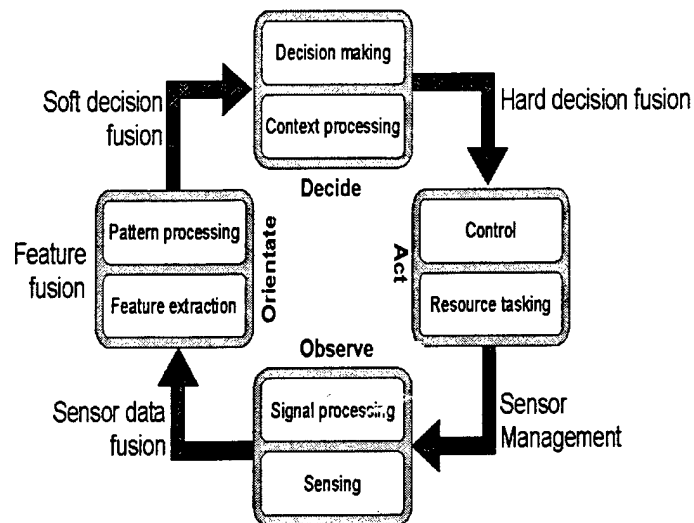 Decision making
Context processing
Decide
Soft decision
fusion
Hard decision fusion
Pattern processing
Feature extraction
Orientate
Feature
fusion
Act
Control
Resource tasking
Observe
Signal processing
Sensing
Sensor data
fusion
Sensor
Management